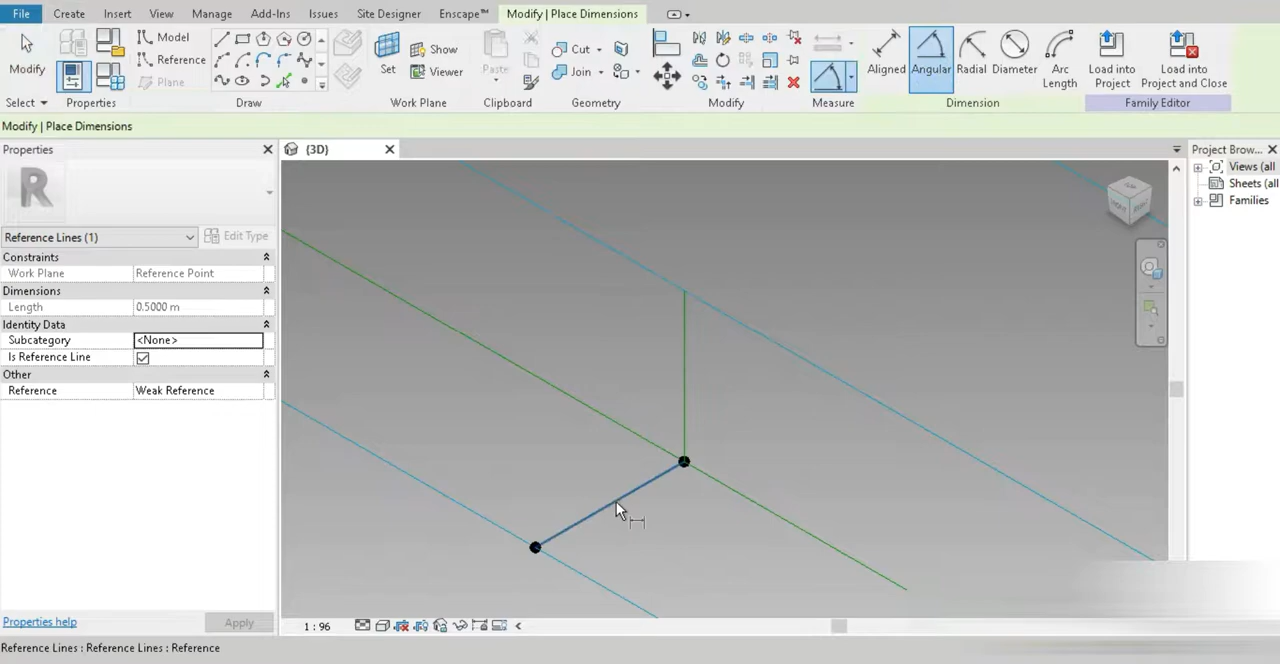 File Create Insert View Manage Add-Ins Issues Site Designer Enscape™ Modify | Place Dimensions
Modify
Model
Reference
Plane
Set
Show
Viewer
Paste
Cut
Join
Aligned Angular Radial Diameter Arc Length
Load into Project
Load into Project and Close
Select Properties Draw Work Plane Clipboard Geometry Modify Measure Dimension Family Editor
Modify | Place Dimensions
Properties
{3D}
Project Brow...
R
Views (all
Sheets (all
Families
Reference Lines (1)
Edit Type
Constraints
Work Plane Reference Point
Dimensions
Length 0.5000 m
Identity Data
Subcategory <None>
Is Reference Line
Other
Reference Weak Reference
Properties help
Apply
1 : 96
Reference Lines : Reference Lines : Reference